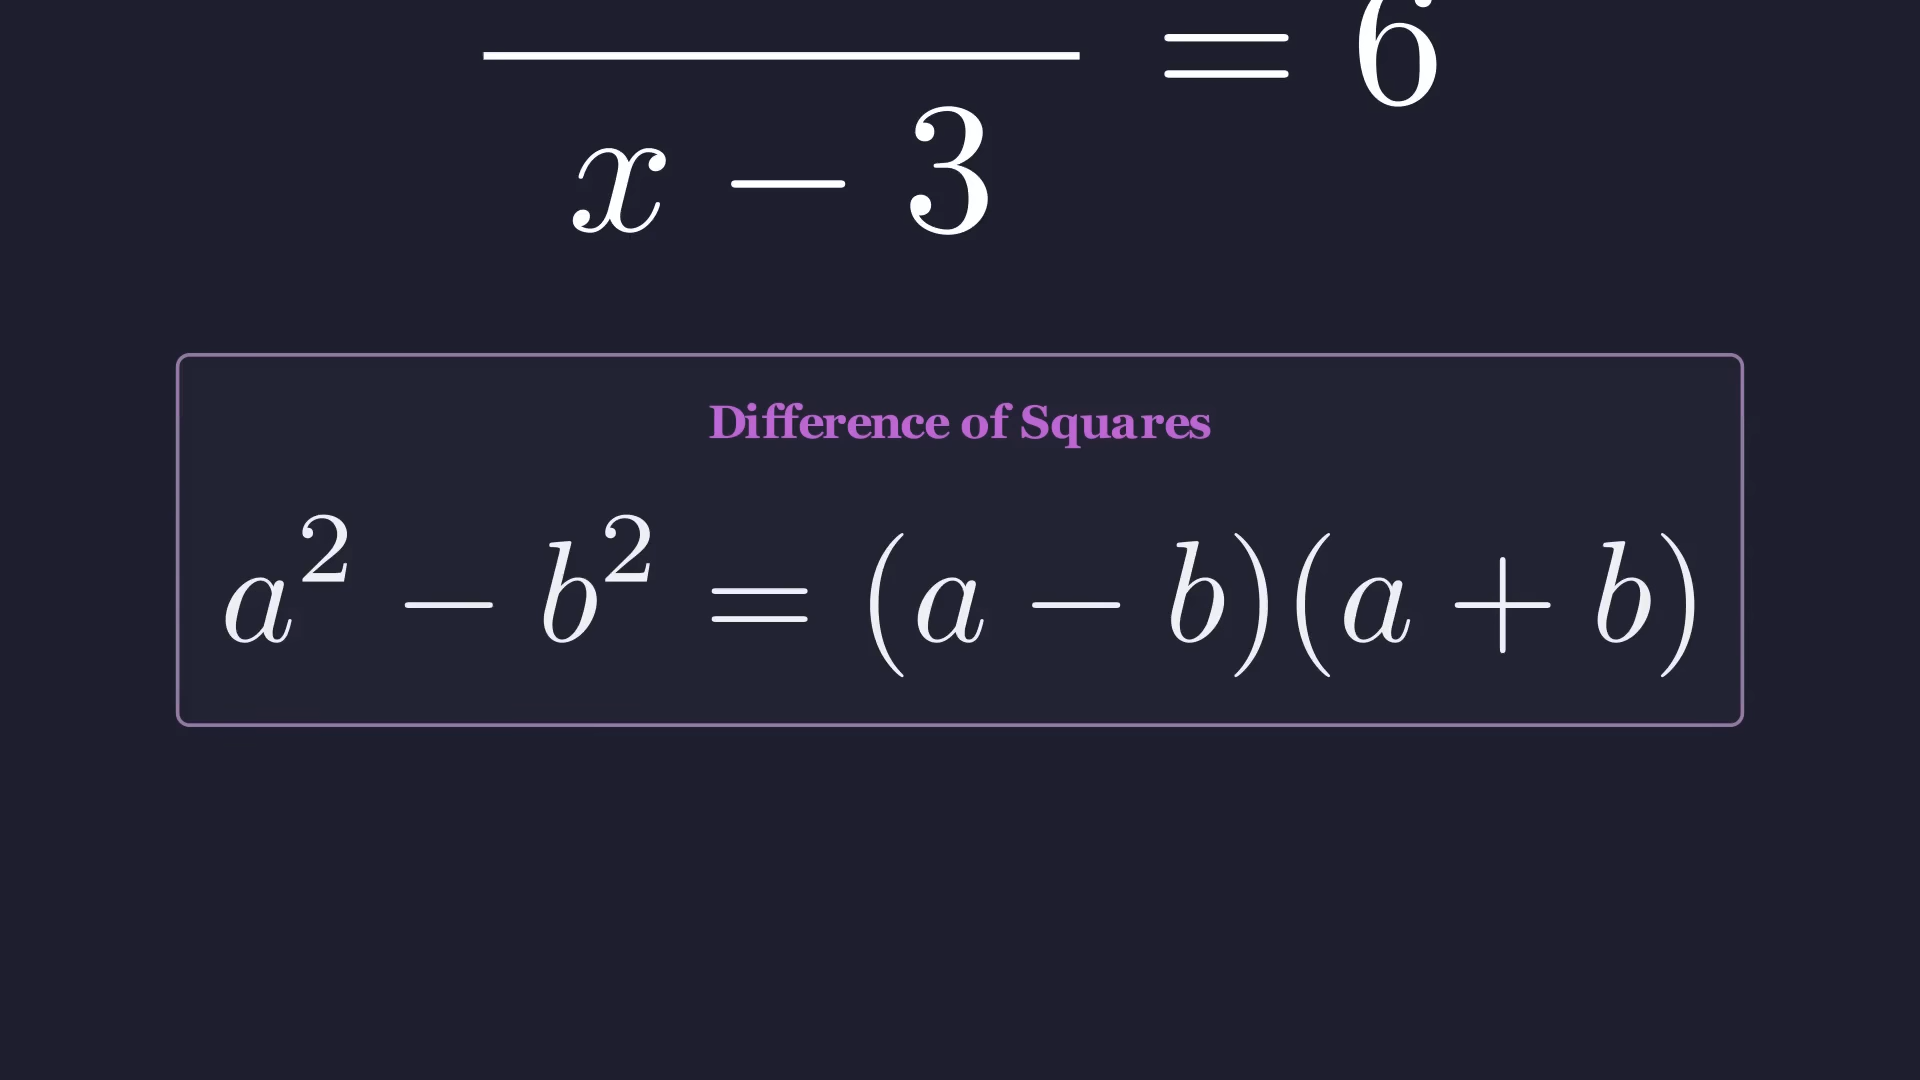 = 6
x − 3
Difference of Squares
a² − b² = (a − b)(a + b)